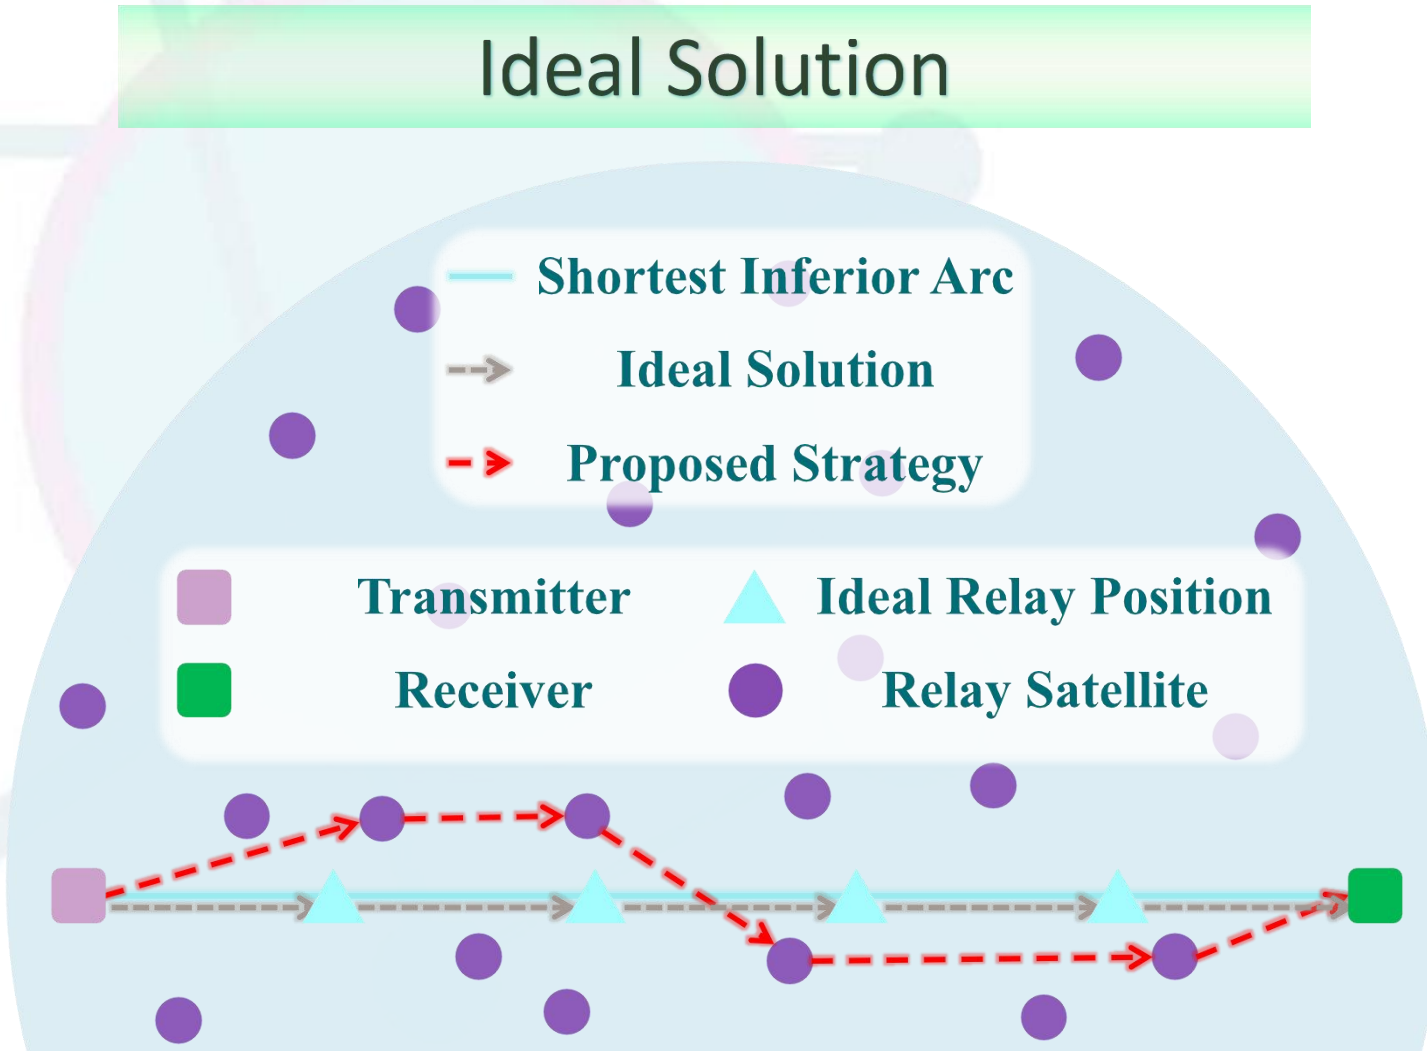 Ideal Solution
Shortest Inferior Arc
Ideal Solution
Proposed Strategy
Transmitter
Ideal Relay Position
Receiver
Relay Satellite